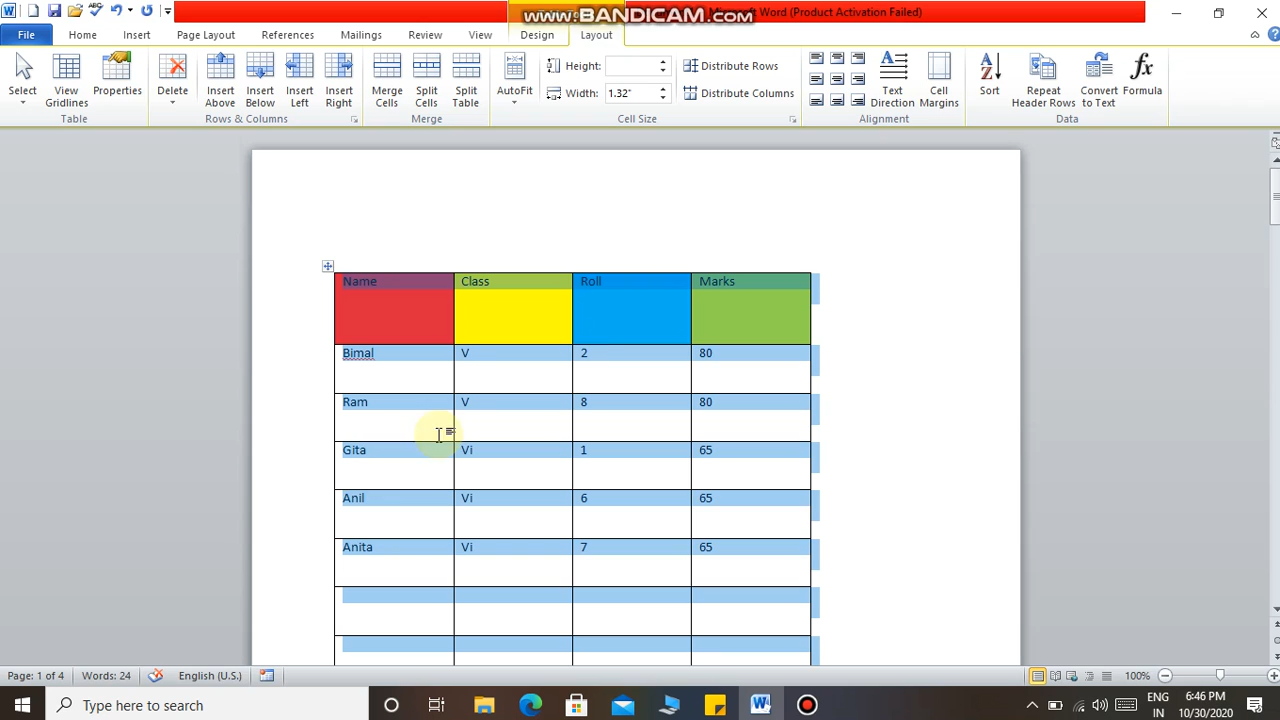 www.BANDICAM.com
Microsoft Word (Product Activation Failed)
File
Home
Insert
Page Layout
References
Mailings
Review
View
Design
Layout
Select
View Gridlines
Properties
Table
Delete
Insert Above
Insert Below
Insert Left
Insert Right
Rows & Columns
Merge Cells
Split Cells
Split Table
Merge
AutoFit
Height:
Width: 1.32"
Distribute Rows
Distribute Columns
Cell Size
Text Direction
Cell Margins
Alignment
Sort
Repeat Header Rows
Convert to Text
Formula
Data
Name Class Roll Marks
Bimal V 2 80
Ram V 8 80
Gita Vi 1 65
Anil Vi 6 65
Anita Vi 7 65
Page: 1 of 4
Words: 24
English (U.S.)
100%
Type here to search
ENG
IN
6:46 PM
10/30/2020